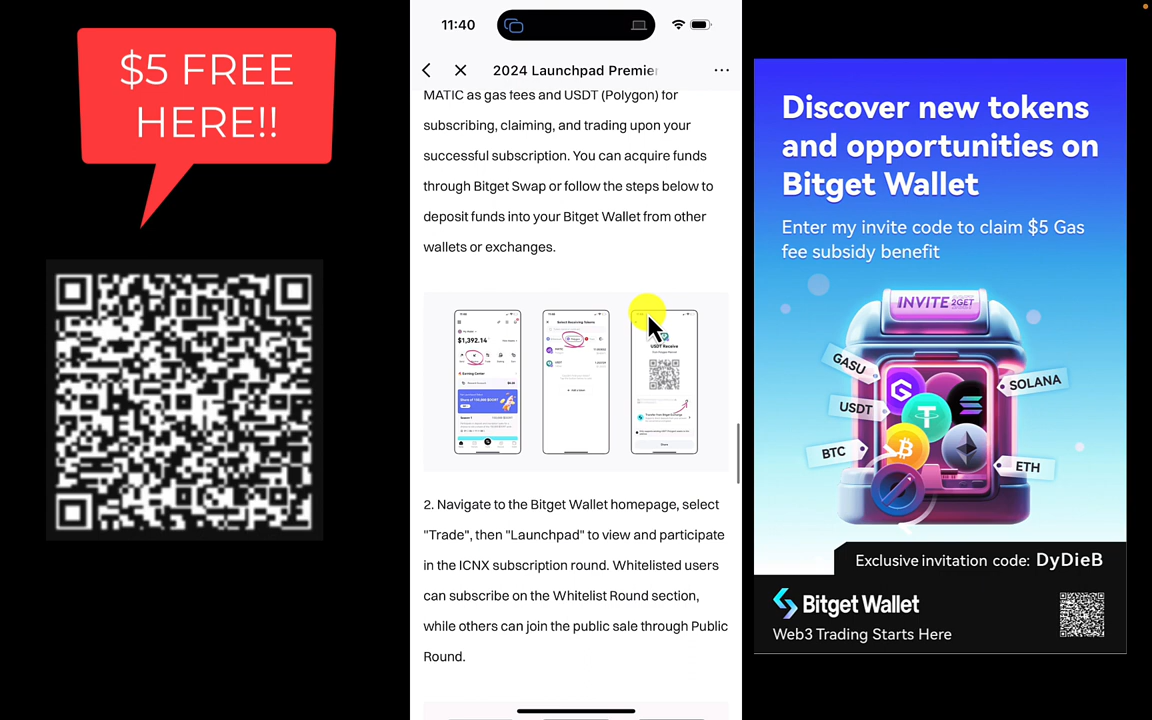 $5 FREE
HERE!!
11:40
2024 Launchpad Premier
MATIC as gas fees and USDT (Polygon) for
subscribing, claiming, and trading upon your
successful subscription. You can acquire funds
through Bitget Swap or follow the steps below to
deposit funds into your Bitget Wallet from other
wallets or exchanges.
$1,392.14
Select Receiving Tokens
USDT Receive
2. Navigate to the Bitget Wallet homepage, select
"Trade", then "Launchpad" to view and participate
in the ICNX subscription round. Whitelisted users
can subscribe on the Whitelist Round section,
while others can join the public sale through Public
Round.
Discover new tokens
and opportunities on
Bitget Wallet
Enter my invite code to claim $5 Gas
fee subsidy benefit
INVITE 2GET
GASU
SOLANA
USDT
BTC
ETH
Exclusive invitation code: DyDieB
Bitget Wallet
Web3 Trading Starts Here